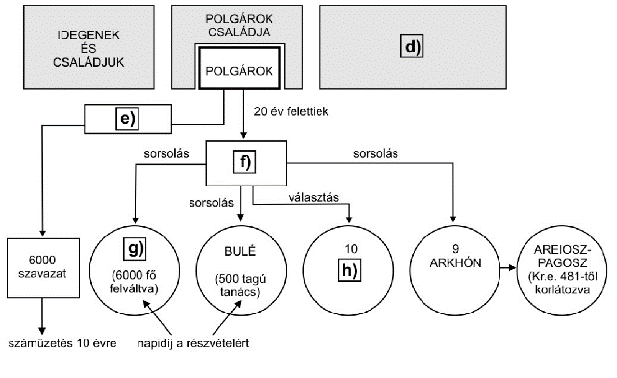 IDEGENEK
ÉS
CSALÁDJUK
POLGÁROK
CSALÁDJA
POLGÁROK
d)
e)
20 év felettiek
f)
sorsolás
sorsolás
sorsolás
választás
6000
szavazat
g)
(6000 fő
felváltva)
BULÉ
(500 tagú
tanács)
10
h)
9
ARKHÓN
AREIOSZ-
PAGOSZ
(Kr.e. 481-től
korlátozva
száműzetés 10 évre
napidíj a részvételért